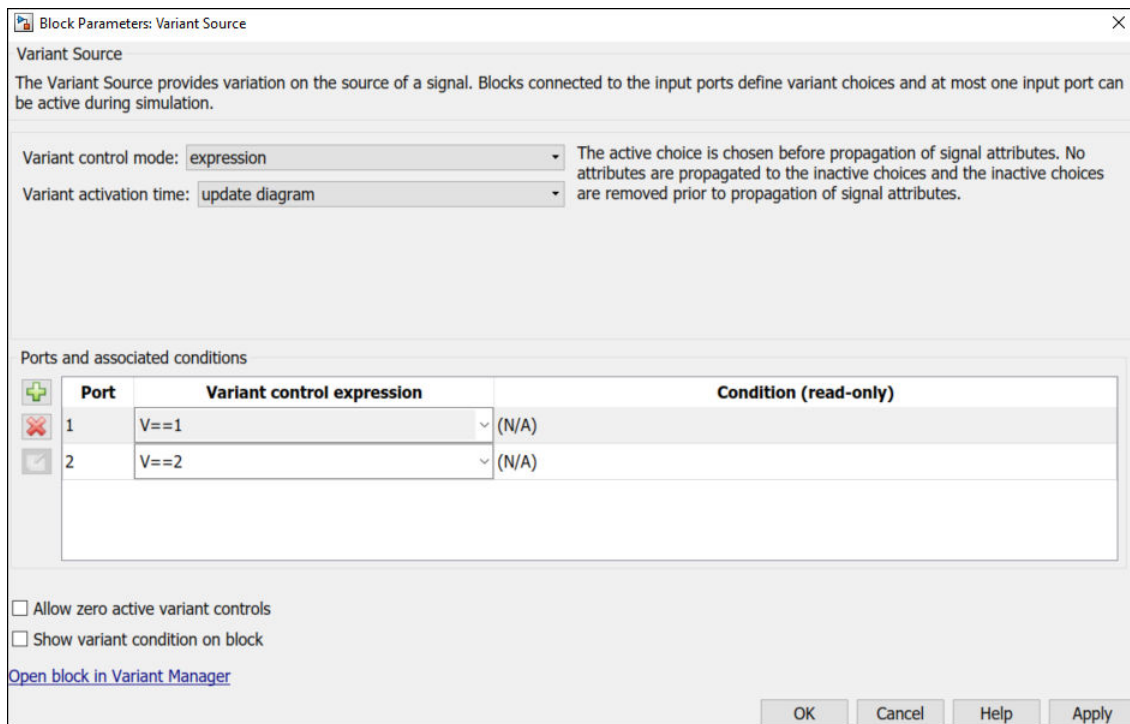 Block Parameters: Variant Source
Variant Source
The Variant Source provides variation on the source of a signal. Blocks connected to the input ports define variant choices and at most one input port can
be active during simulation.
Variant control mode: expression
The active choice is chosen before propagation of signal attributes. No
attributes are propagated to the inactive choices and the inactive choices
are removed prior to propagation of signal attributes.
Variant activation time: update diagram
Ports and associated conditions
Port Variant control expression Condition (read-only)
1 V==1 (N/A)
2 V==2 (N/A)
Allow zero active variant controls
Show variant condition on block
Open block in Variant Manager
OK Cancel Help Apply